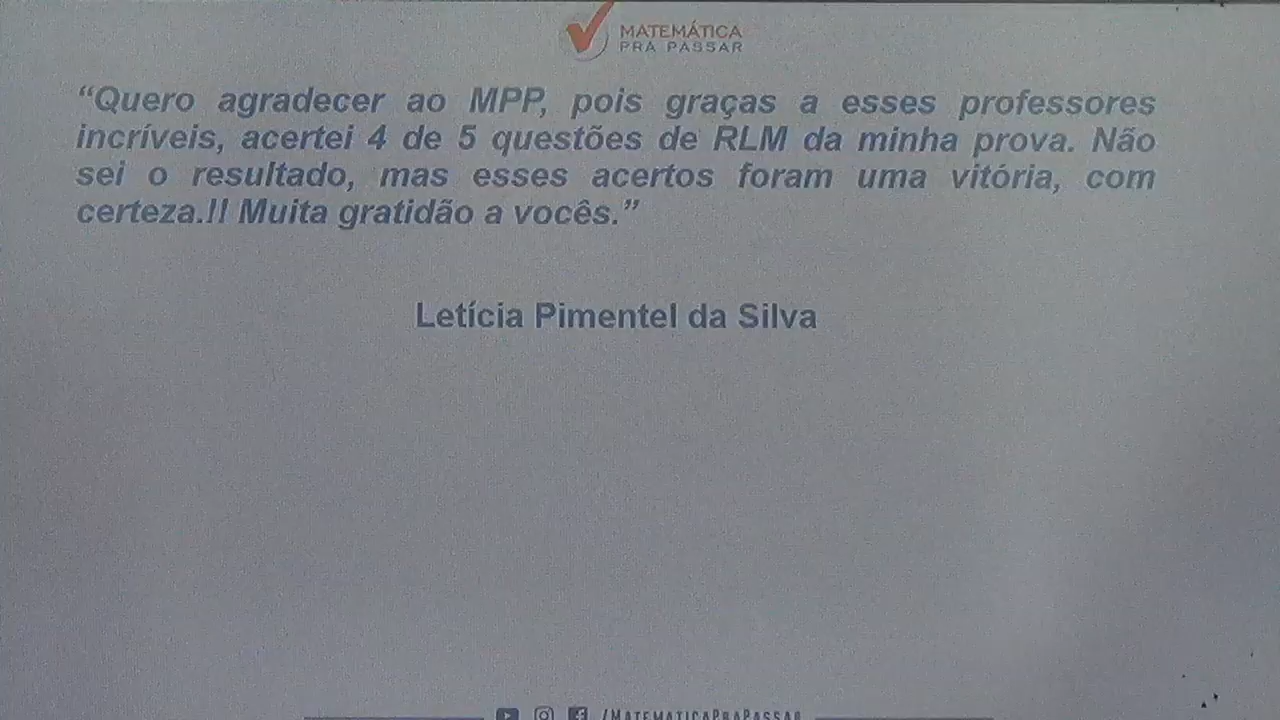 MATEMÁTICA
PRA PASSAR
“Quero agradecer ao MPP, pois graças a esses professores
incríveis, acertei 4 de 5 questões de RLM da minha prova. Não
sei o resultado, mas esses acertos foram uma vitória, com
certeza.!! Muita gratidão a vocês.”
Letícia Pimentel da Silva
/MATEMATICAPRAPASSAR